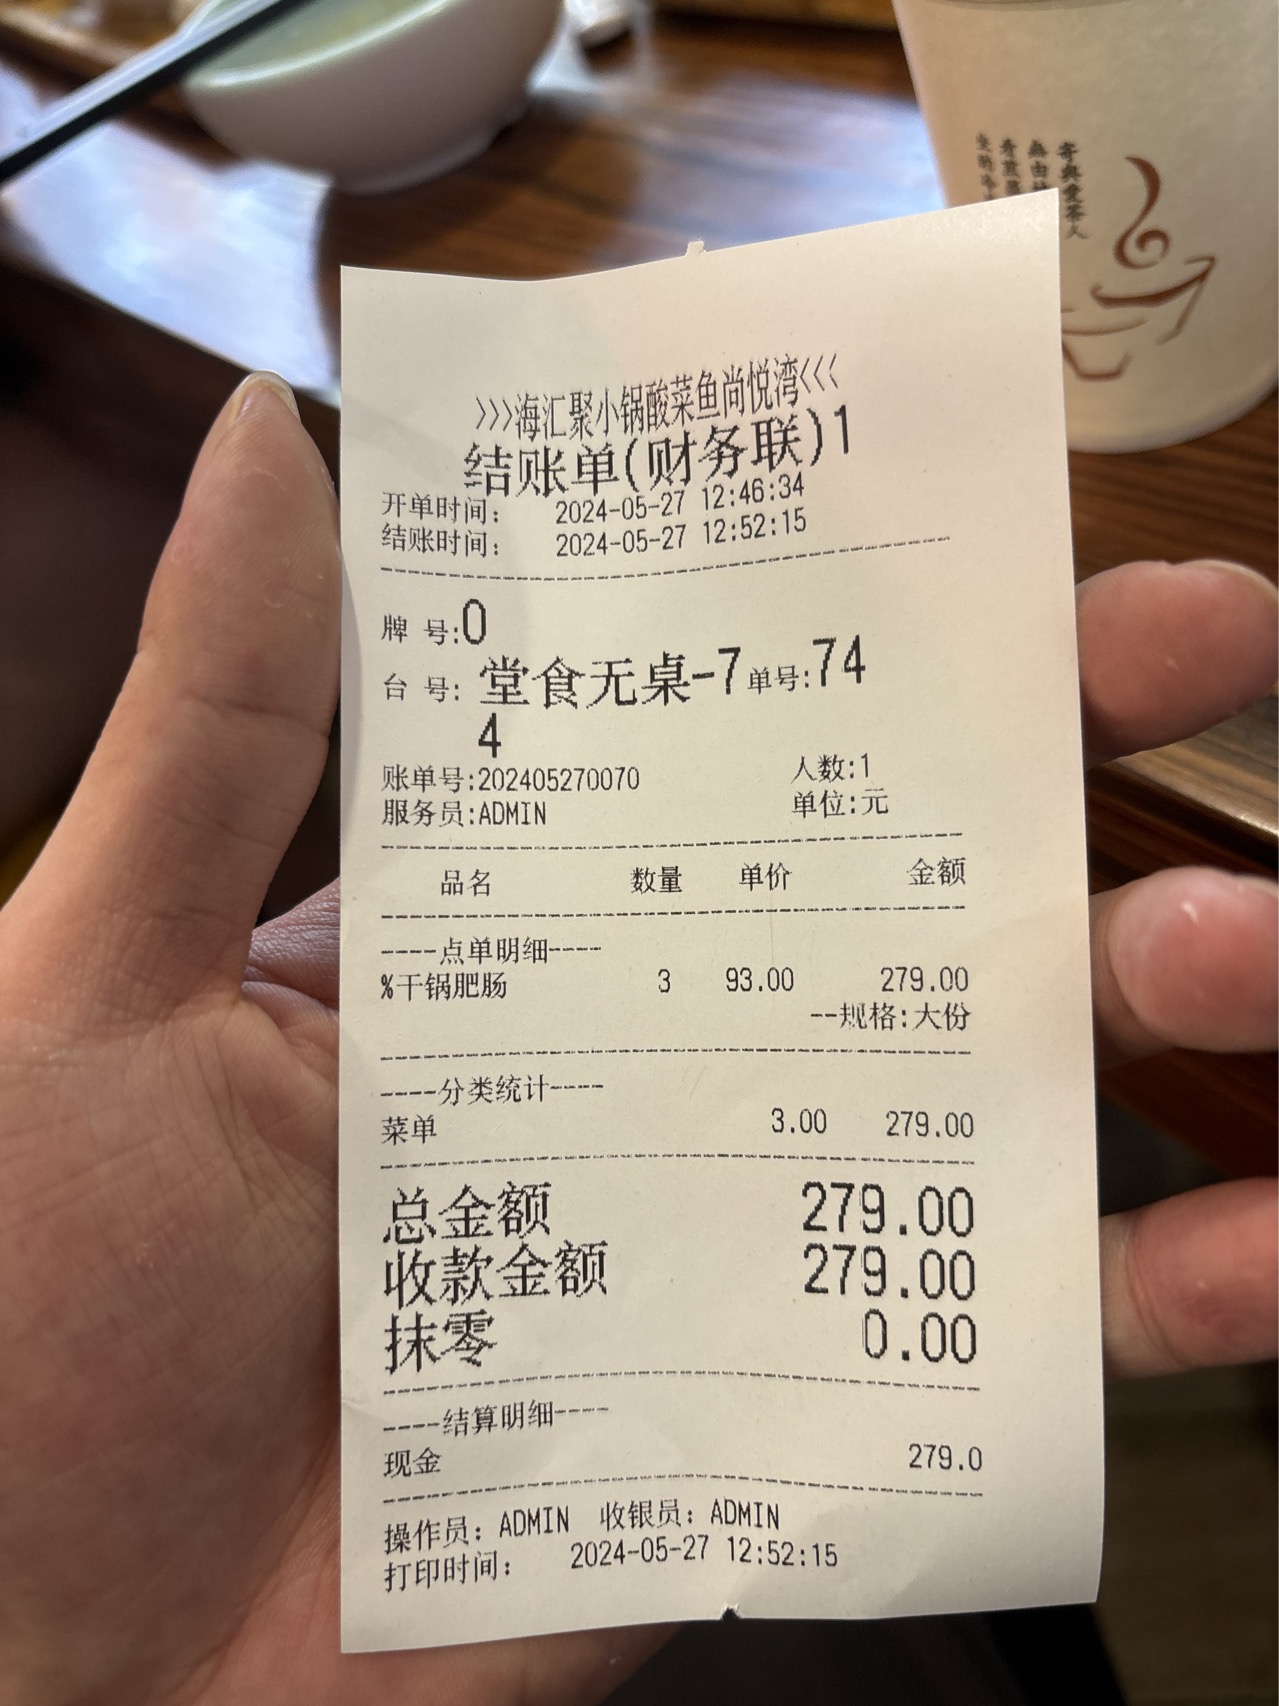 寄與愛茶人
>>>海汇聚小锅酸菜鱼尚悦湾<<<
结账单(财务联)1
开单时间: 2024-05-27 12:46:34
结账时间: 2024-05-27 12:52:15
牌 号:0
台 号: 堂食无桌-7 单号:74
4
账单号:202405270070 人数:1
服务员:ADMIN 单位:元
品名 数量 单价 金额
----点单明细----
%干锅肥肠 3 93.00 279.00
--规格:大份
----分类统计----
菜单 3.00 279.00
总金额 279.00
收款金额 279.00
抹零 0.00
----结算明细----
现金 279.0
操作员: ADMIN 收银员: ADMIN
打印时间: 2024-05-27 12:52:15